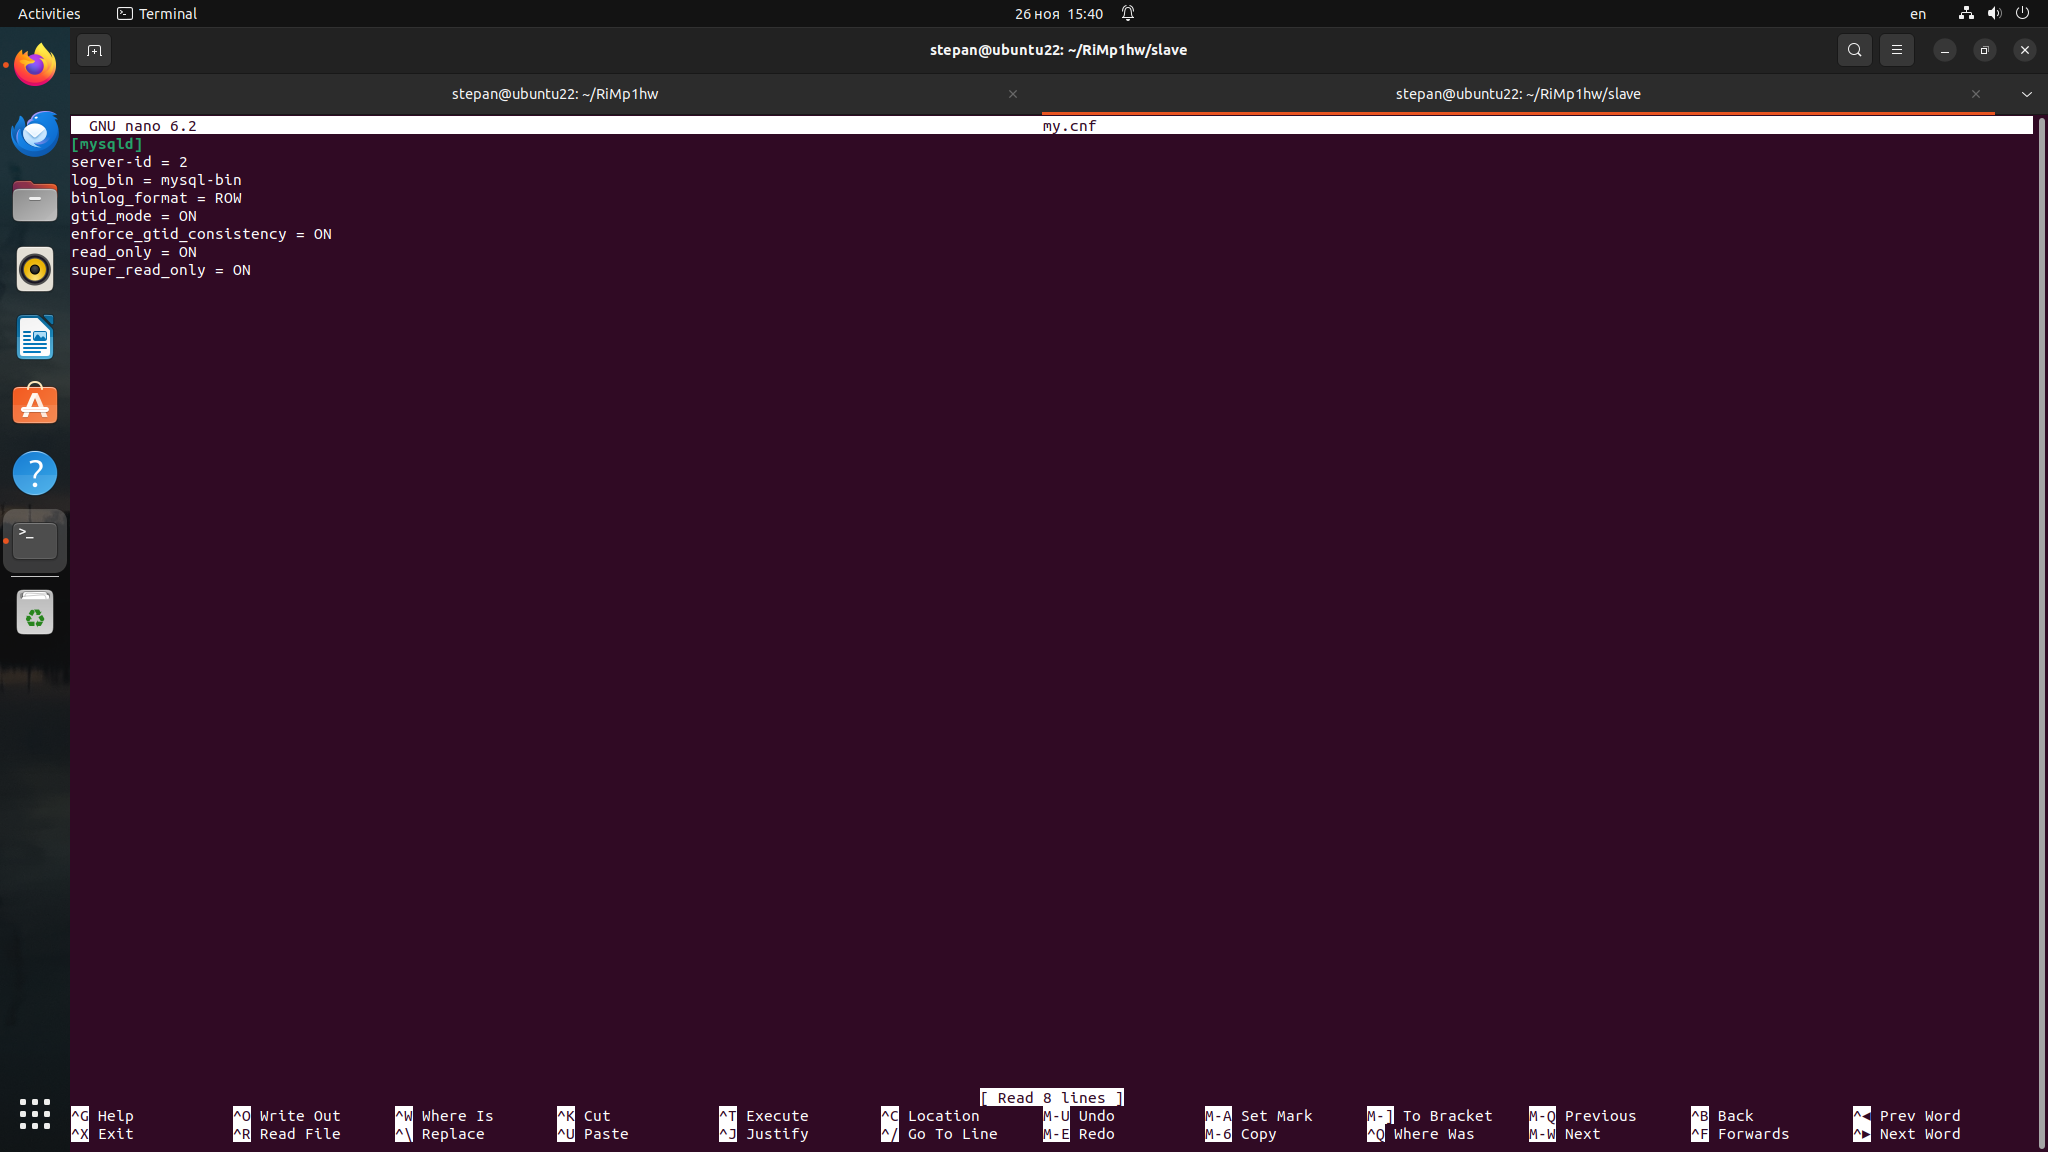 Activities Terminal 26 ноя 15:40 en
stepan@ubuntu22: ~/RiMp1hw/slave
stepan@ubuntu22: ~/RiMp1hw stepan@ubuntu22: ~/RiMp1hw/slave
GNU nano 6.2 my.cnf
[mysqld]
server-id = 2
log_bin = mysql-bin
binlog_format = ROW
gtid_mode = ON
enforce_gtid_consistency = ON
read_only = ON
super_read_only = ON
[ Read 8 lines ]
^G Help ^O Write Out ^W Where Is ^K Cut ^T Execute ^C Location M-U Undo M-A Set Mark M-] To Bracket M-Q Previous ^B Back ^◀ Prev Word
^X Exit ^R Read File ^\ Replace ^U Paste ^J Justify ^/ Go To Line M-E Redo M-6 Copy ^Q Where Was M-W Next ^F Forwards ^▶ Next Word